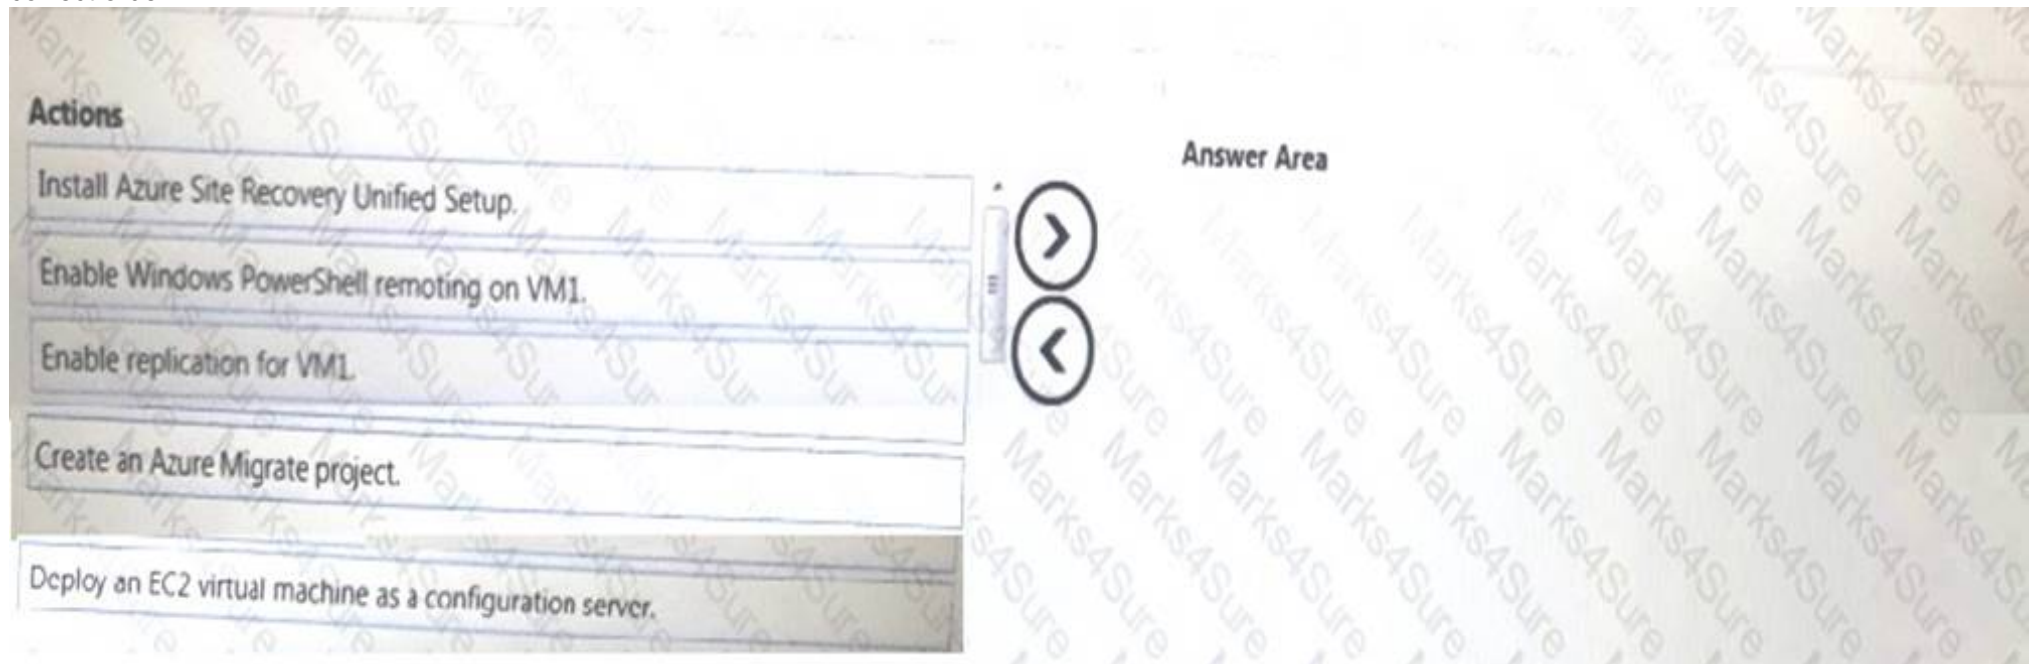 Actions
Install Azure Site Recovery Unified Setup.
Enable Windows PowerShell remoting on VM1.
Enable replication for VM1.
Create an Azure Migrate project.
Deploy an EC2 virtual machine as a configuration server.
Answer Area
Marks4Sure